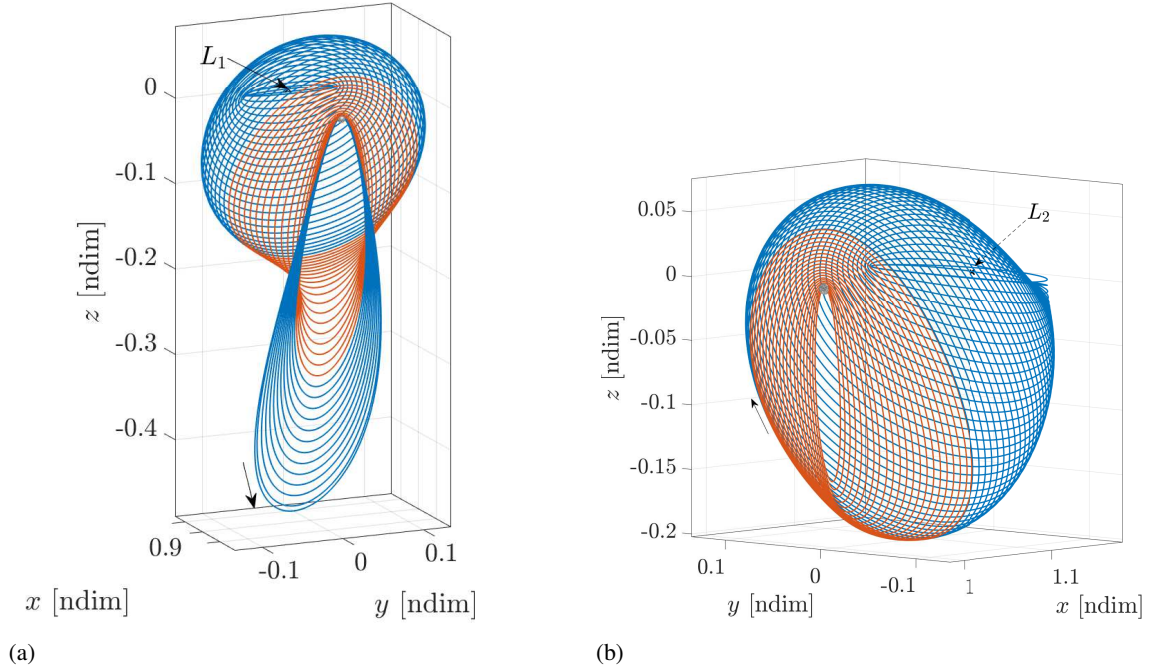 L₁
0
-0.1
-0.2
-0.3
-0.4
z [ndim]
0.9
x [ndim]
-0.1
0
0.1
y [ndim]
(a)
L₂
0.05
0
-0.05
-0.1
-0.15
-0.2
z [ndim]
0.1
0
-0.1
y [ndim]
1
1.1
x [ndim]
(b)